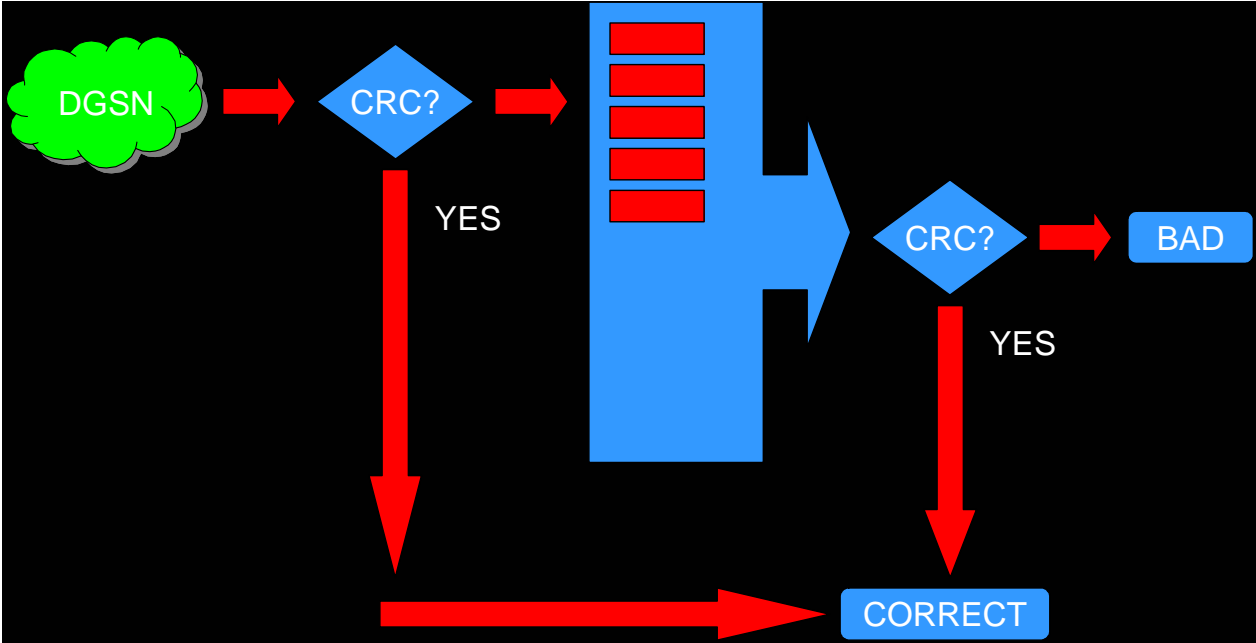 DGSN
CRC?
YES
CRC?
BAD
YES
CORRECT